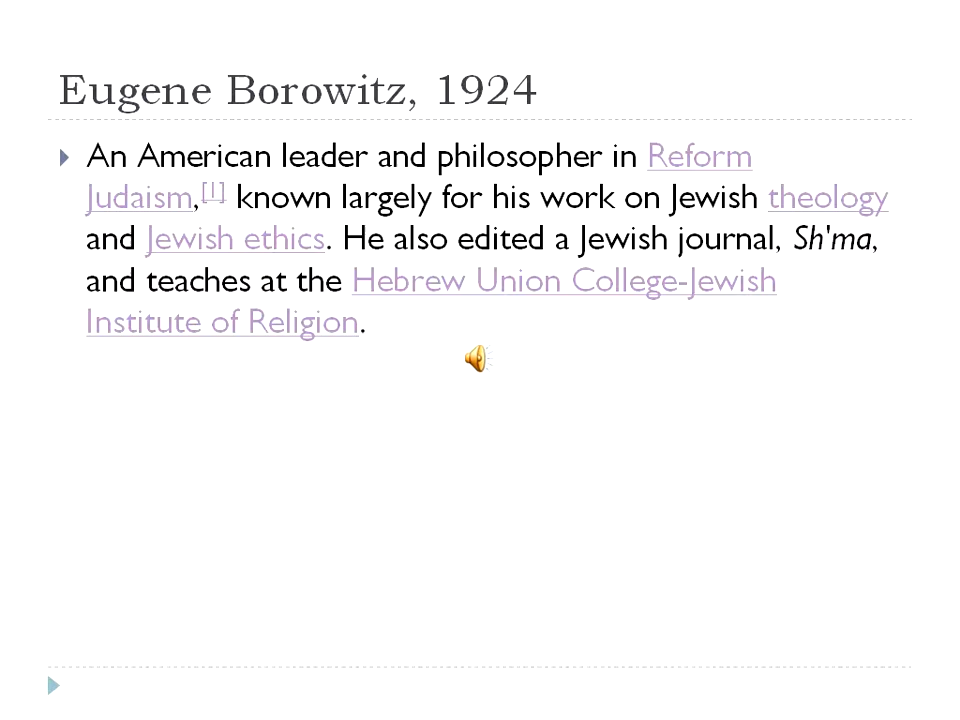 Eugene Borowitz, 1924
An American leader and philosopher in Reform
Judaism,[1] known largely for his work on Jewish theology
and Jewish ethics. He also edited a Jewish journal, Sh'ma,
and teaches at the Hebrew Union College-Jewish
Institute of Religion.